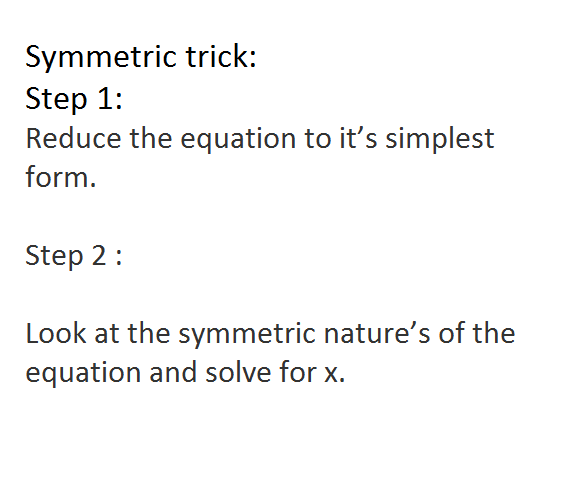 Symmetric trick:
Step 1:
Reduce the equation to it’s simplest
form.
Step 2 :
Look at the symmetric nature’s of the
equation and solve for x.